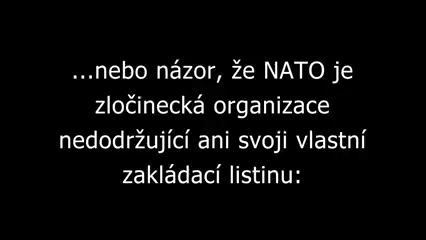 ...nebo názor, že NATO je
zločinecká organizace
nedodržující ani svoji vlastní
zakládací listinu: